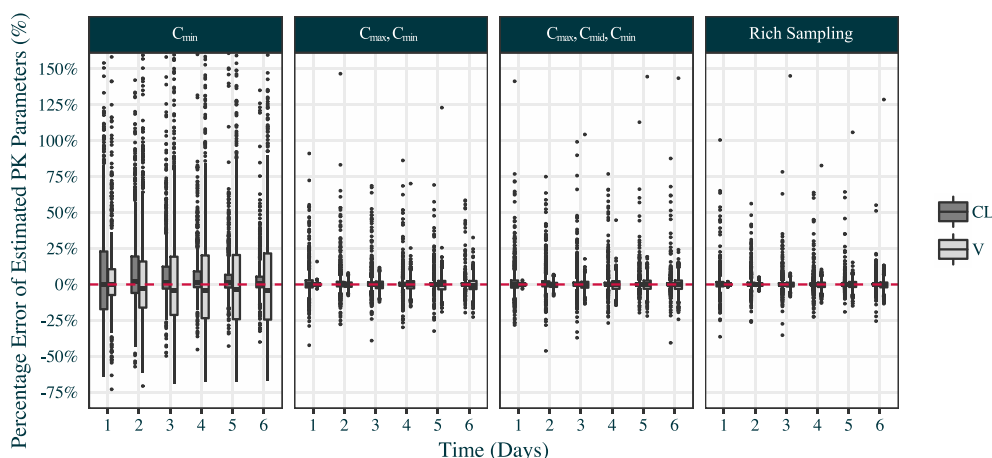 Cmin
Cmax, Cmin
Cmax, Cmid, Cmin
Rich Sampling
Percentage Error of Estimated PK Parameters (%)
150%
125%
100%
75%
50%
25%
0%
-25%
-50%
-75%
1 2 3 4 5 6
1 2 3 4 5 6
1 2 3 4 5 6
1 2 3 4 5 6
Time (Days)
CL
V